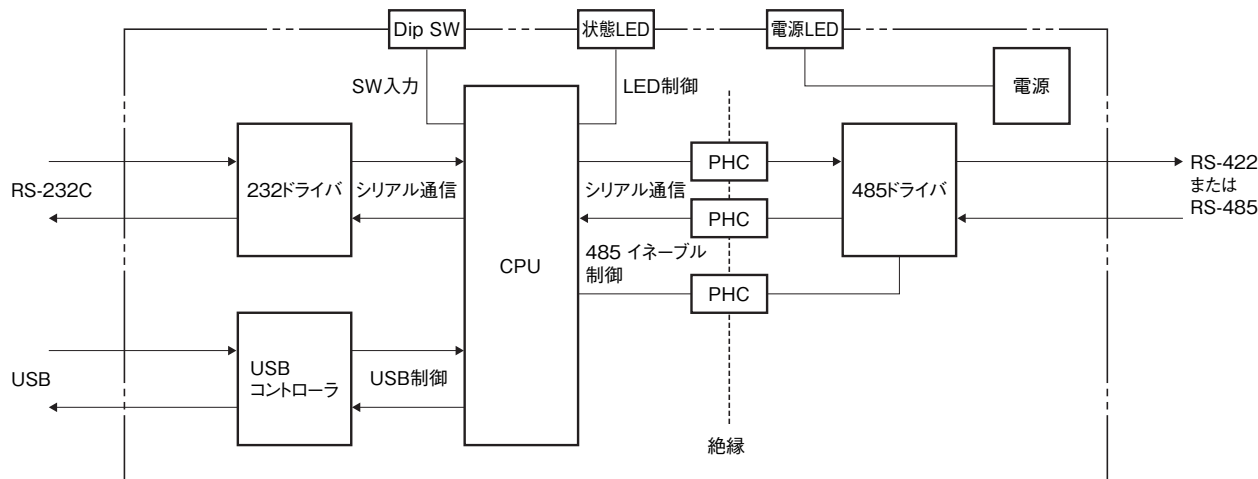 Dip SW
状態LED
電源LED
SW入力
LED制御
電源
RS-232C
232ドライバ
シリアル通信
CPU
シリアル通信
PHC
PHC
485 イネーブル
制御
PHC
485ドライバ
RS-422
または
RS-485
USB
USB
コントローラ
USB制御
絶縁